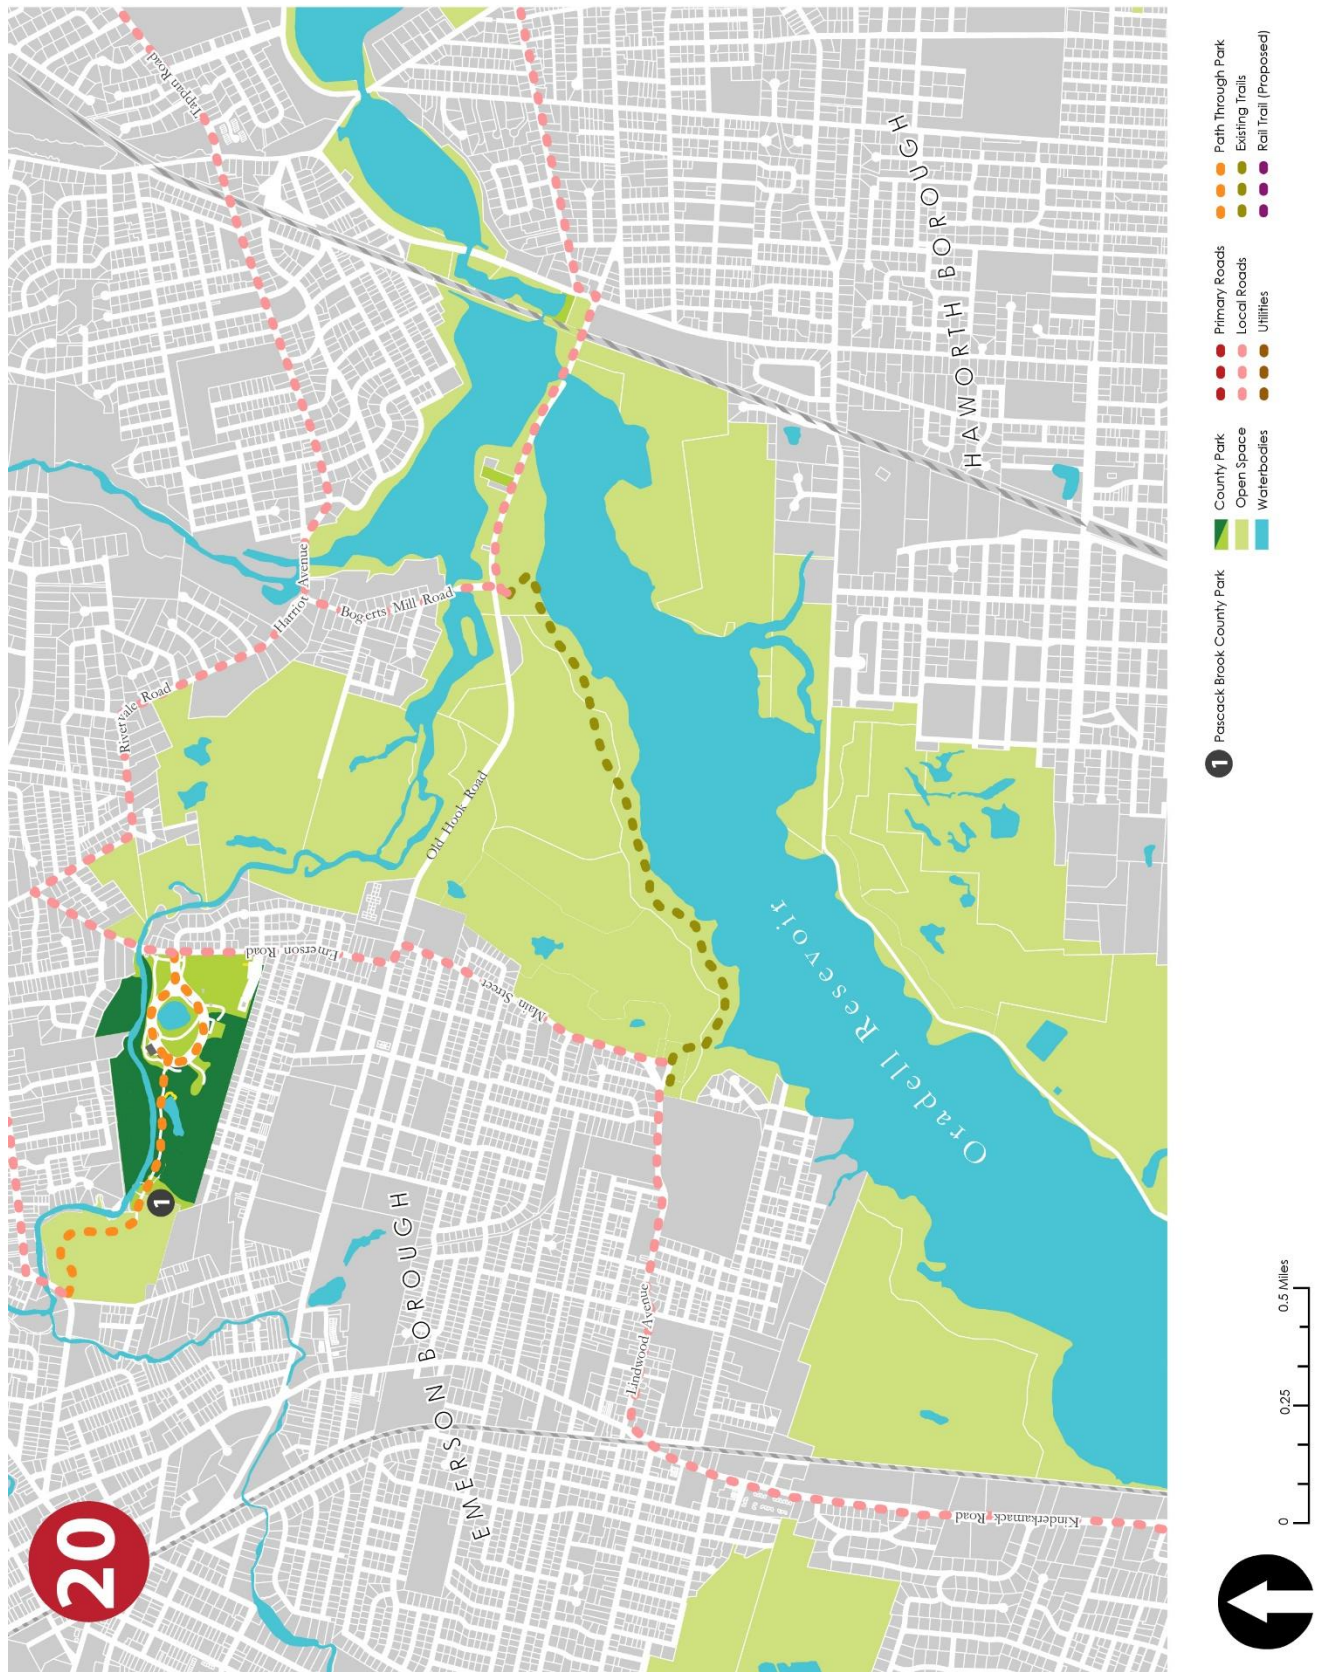 20
Tappan Road
Rivervale Road
Harriot Avenue
Bogerts Mill Road
Old Hook Road
Emerson Road
Main Street
Lindwood Avenue
Kinderkamack Road
Oradell Resevoir
EMERSON BOROUGH
HAWORTH BOROUGH
1
1 Pascack Brook County Park
County Park
Open Space
Waterbodies
Primary Roads
Local Roads
Utilities
Path Through Park
Existing Trails
Rail Trail (Proposed)
0 0.25 0.5 Miles